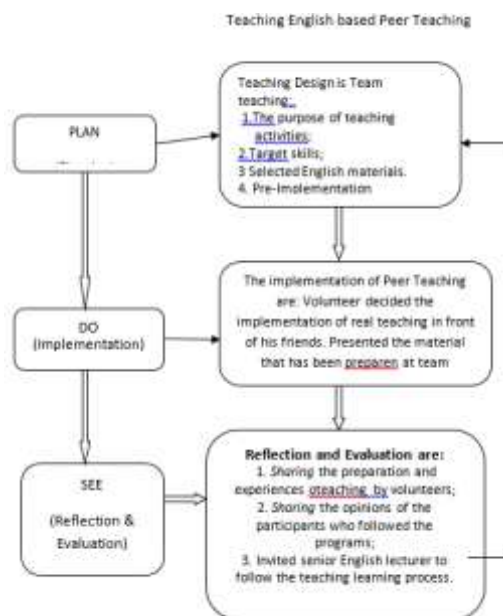 Teaching English based Peer Teaching
PLAN
Teaching Design is Team
teaching:.
1.The purpose of teaching
activities;
2.Target skills;
3 Selected English materials.
4. Pre-Implementation
DO
(Implementation)
The implementation of Peer Teaching
are: Volunteer decided the
implementation of real teaching in front
of his friends. Presented the material
that has been preparen at team
SEE
(Reflection &
Evaluation)
Reflection and Evaluation are:
1. Sharing the preparation and
experiences oteaching by volunteers;
2. Sharing the opinions of the
participants who followed the
programs;
3. Invited senior English lecturer to
follow the teaching learning process.